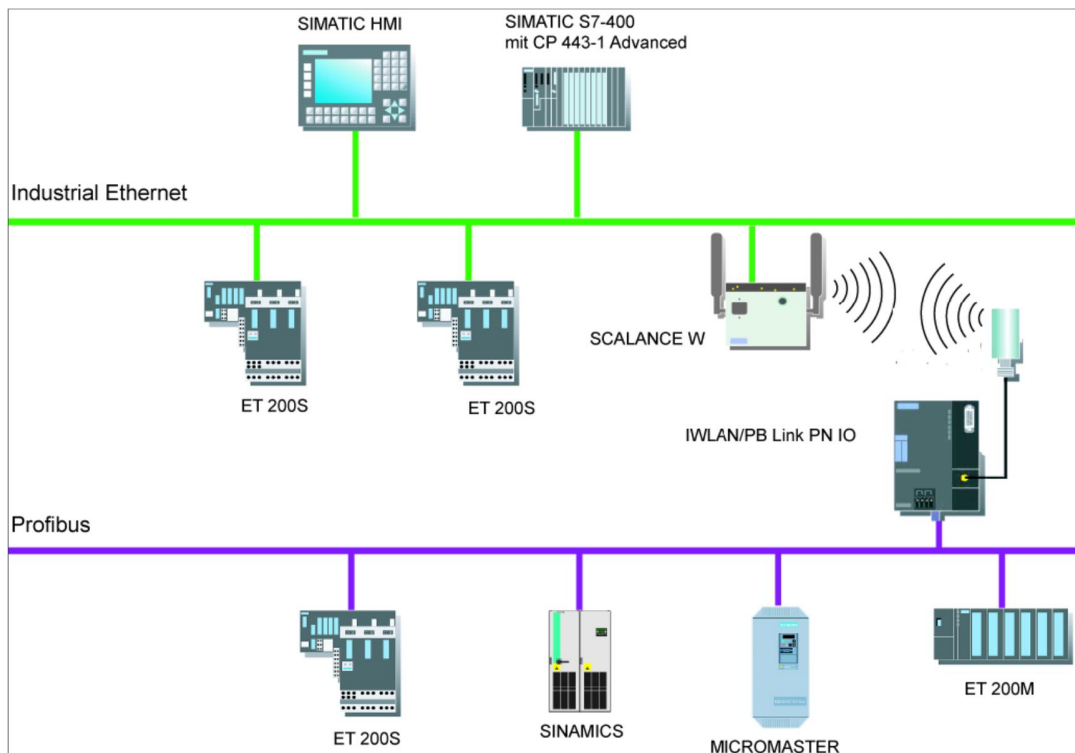 SIMATIC HMI
SIMATIC S7-400
mit CP 443-1 Advanced
Industrial Ethernet
SCALANCE W
ET 200S
ET 200S
IWLAN/PB Link PN IO
Profibus
ET 200S
SINAMICS
MICROMASTER
ET 200M